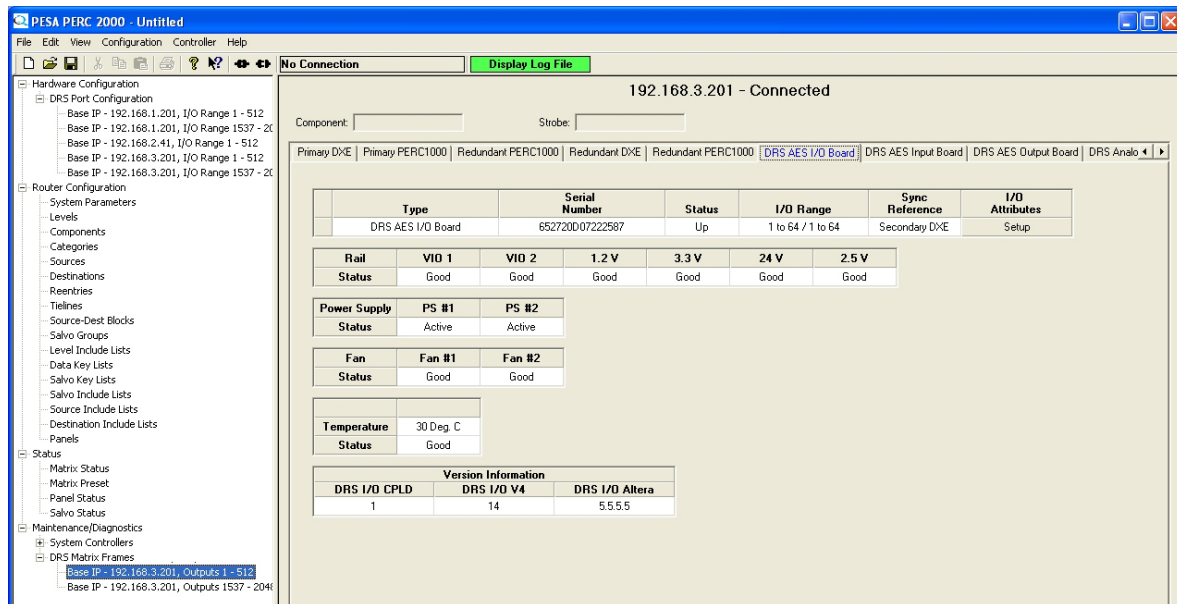 PESA PERC 2000 - Untitled
File Edit View Configuration Controller Help
No Connection Display Log File
Hardware Configuration
DRS Port Configuration
Base IP - 192.168.1.201, I/O Range 1 - 512
Base IP - 192.168.1.201, I/O Range 1537 - 20
Base IP - 192.168.2.41, I/O Range 1 - 512
Base IP - 192.168.3.201, I/O Range 1 - 512
Base IP - 192.168.3.201, I/O Range 1537 - 20
Router Configuration
System Parameters
Levels
Components
Categories
Sources
Destinations
Reentries
Tielines
Source-Dest Blocks
Salvo Groups
Level Include Lists
Data Key Lists
Salvo Key Lists
Salvo Include Lists
Source Include Lists
Destination Include Lists
Panels
Status
Matrix Status
Matrix Preset
Panel Status
Salvo Status
Maintenance/Diagnostics
System Controllers
DRS Matrix Frames
Base IP - 192.168.3.201, Outputs 1 - 512
Base IP - 192.168.3.201, Outputs 1537 - 2048
192.168.3.201 - Connected
Component: Strobe:
Primary DXE Primary PERC1000 Redundant PERC1000 Redundant DXE Redundant PERC1000 DRS AES I/O Board DRS AES Input Board DRS AES Output Board DRS Analo
Type Serial Number Status I/O Range Sync Reference I/O Attributes
DRS AES I/O Board 652720D07222587 Up 1 to 64 / 1 to 64 Secondary DXE Setup
Rail VIO 1 VIO 2 1.2 V 3.3 V 24 V 2.5 V
Status Good Good Good Good Good Good
Power Supply PS #1 PS #2
Status Active Active
Fan Fan #1 Fan #2
Status Good Good
Temperature 30 Deg. C
Status Good
Version Information
DRS I/O CPLD DRS I/O V4 DRS I/O Altera
1 14 5.5.5.5